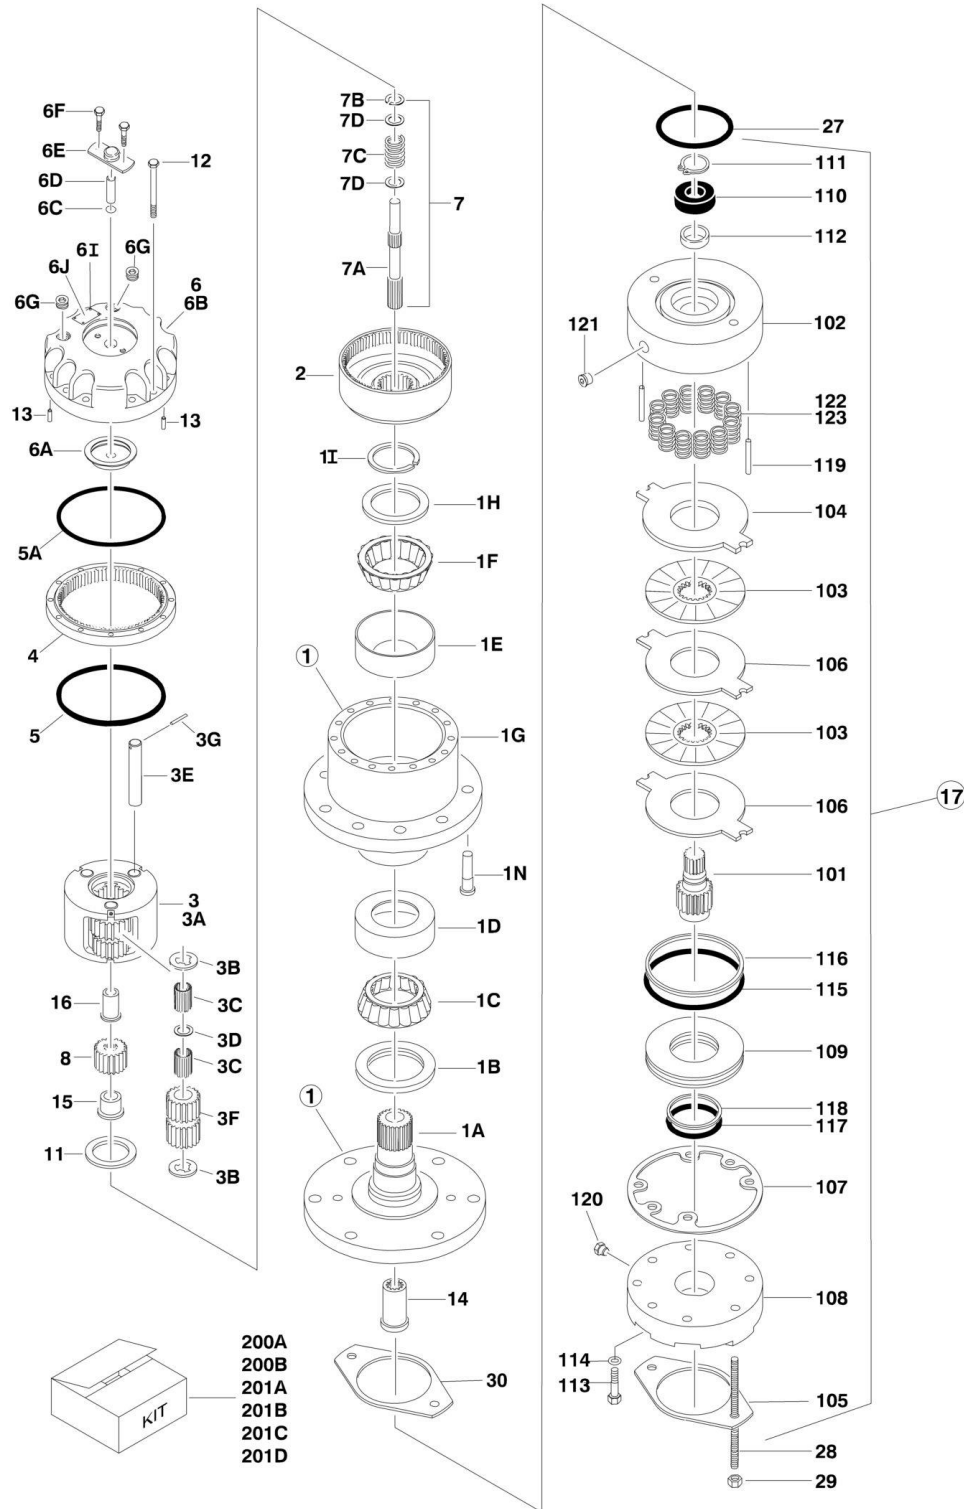 6F
6E
12
6D
6C
6I
6G
6J
6G
6
6B
13
13
6A
5A
4
5
3G
3E
3
3A
3B
16
3C
3D
8
3C
15
3F
11
3B
KIT
200A
200B
201A
201B
201C
201D
7B
7D
7C
7D
7
7A
2
1I
1H
1F
1E
1
1G
1N
1D
1C
1B
1
1A
14
30
27
111
110
112
102
121
122
123
119
104
103
106
103
106
17
101
116
115
109
118
117
107
120
108
114
113
105
28
29